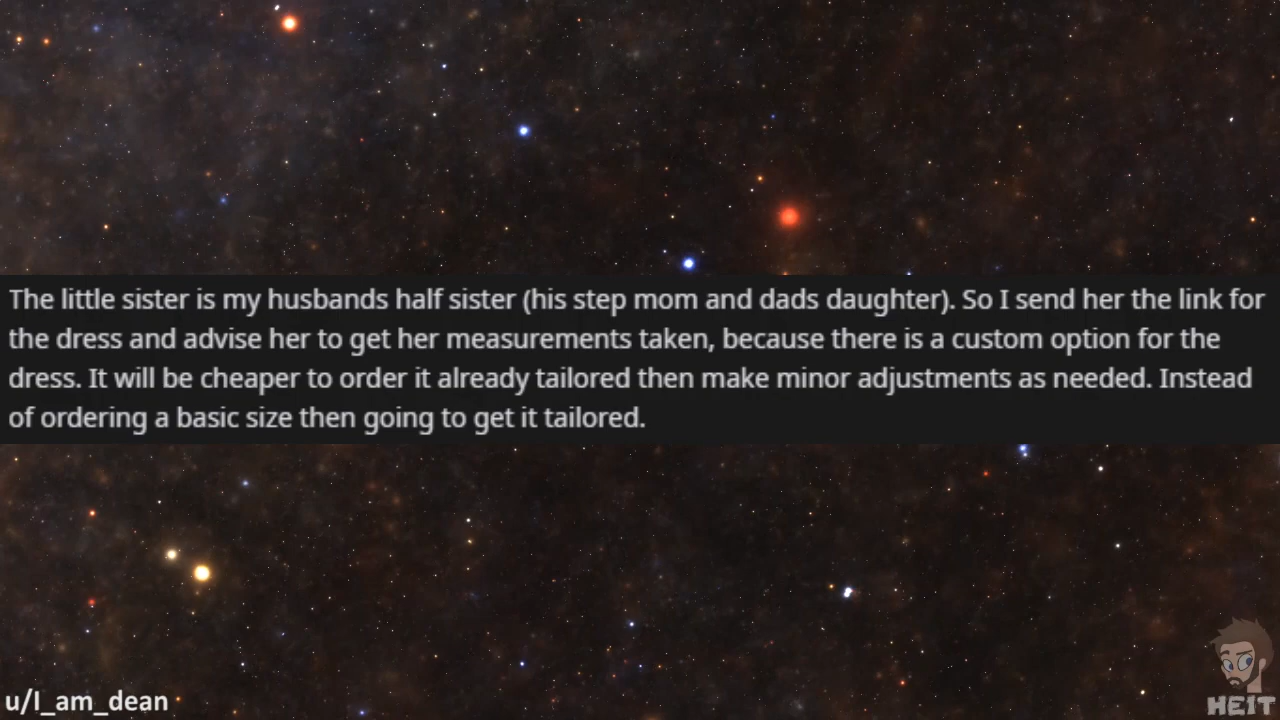 The little sister is my husbands half sister (his step mom and dads daughter). So I send her the link for
the dress and advise her to get her measurements taken, because there is a custom option for the
dress. It will be cheaper to order it already tailored then make minor adjustments as needed. Instead
of ordering a basic size then going to get it tailored.
u/I_am_dean
HEIT